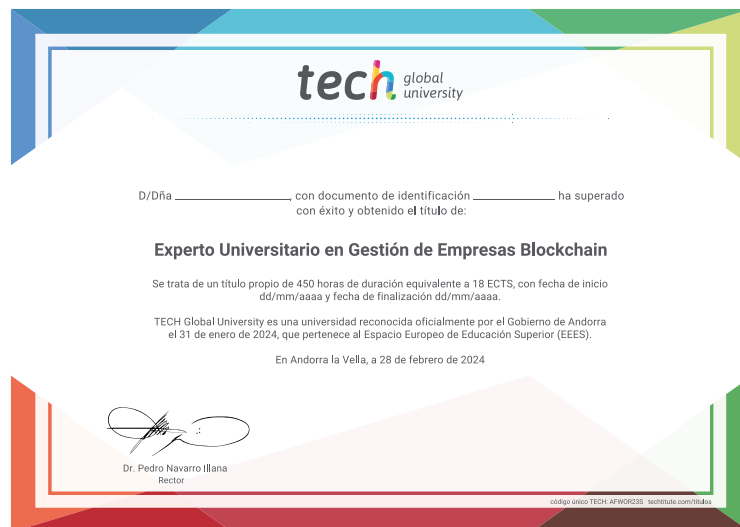 tech global
university
D/Dña ____________________, con documento de identificación ______________ ha superado
con éxito y obtenido el título de:
Experto Universitario en Gestión de Empresas Blockchain
Se trata de un título propio de 450 horas de duración equivalente a 18 ECTS, con fecha de inicio
dd/mm/aaaa y fecha de finalización dd/mm/aaaa.
TECH Global University es una universidad reconocida oficialmente por el Gobierno de Andorra
el 31 de enero de 2024, que pertenece al Espacio Europeo de Educación Superior (EEES).
En Andorra la Vella, a 28 de febrero de 2024
Dr. Pedro Navarro Illana
Rector
código único TECH: AFWOR23S techtitute.com/titulos